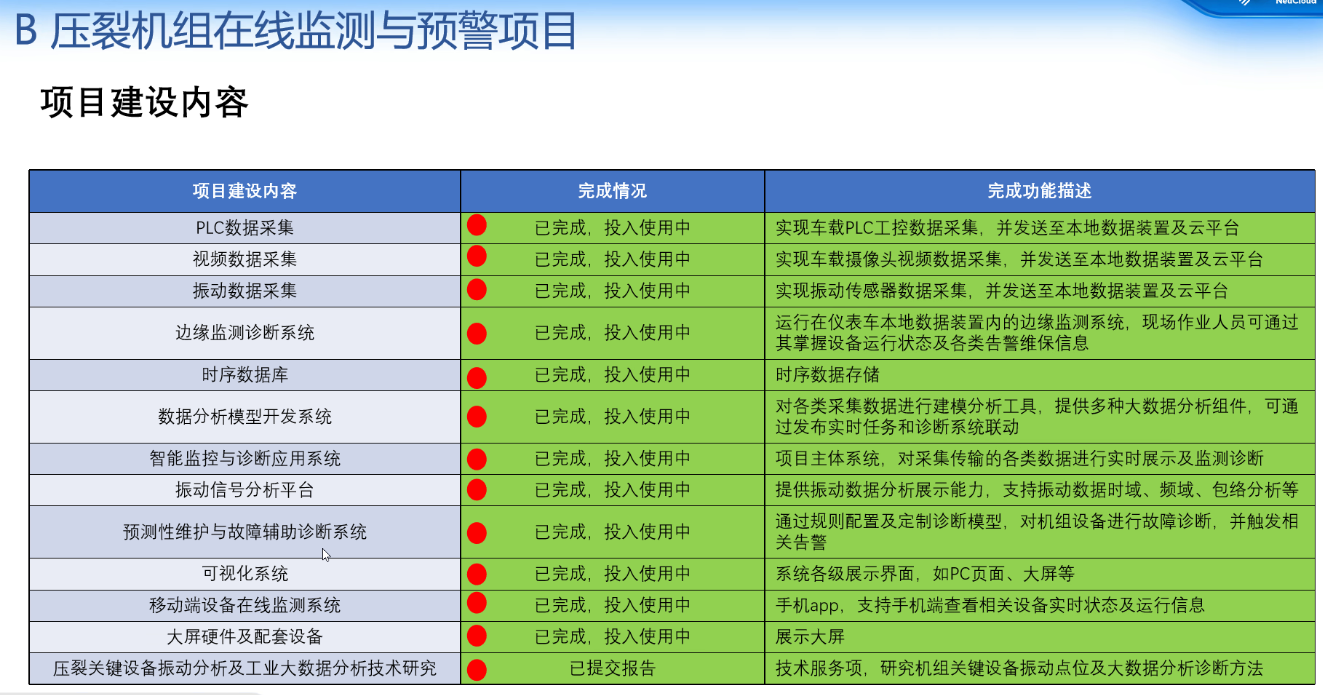 NeuCloud
B 压裂机组在线监测与预警项目
项目建设内容
项目建设内容 完成情况 完成功能描述
PLC数据采集 已完成，投入使用中 实现车载PLC工控数据采集，并发送至本地数据装置及云平台
视频数据采集 已完成，投入使用中 实现车载摄像头视频数据采集，并发送至本地数据装置及云平台
振动数据采集 已完成，投入使用中 实现振动传感器数据采集，并发送至本地数据装置及云平台
边缘监测诊断系统 已完成，投入使用中 运行在仪表车本地数据装置内的边缘监测系统，现场作业人员可通过
其掌握设备运行状态及各类告警维保信息
时序数据库 已完成，投入使用中 时序数据存储
数据分析模型开发系统 已完成，投入使用中 对各类采集数据进行建模分析工具，提供多种大数据分析组件，可通
过发布实时任务和诊断系统联动
智能监控与诊断应用系统 已完成，投入使用中 项目主体系统，对采集传输的各类数据进行实时展示及监测诊断
振动信号分析平台 已完成，投入使用中 提供振动数据分析展示能力，支持振动数据时域、频域、包络分析等
预测性维护与故障辅助诊断系统 已完成，投入使用中 通过规则配置及定制诊断模型，对机组设备进行故障诊断，并触发相
关告警
可视化系统 已完成，投入使用中 系统各级展示界面，如PC页面、大屏等
移动端设备在线监测系统 已完成，投入使用中 手机app，支持手机端查看相关设备实时状态及运行信息
大屏硬件及配套设备 已完成，投入使用中 展示大屏
压裂关键设备振动分析及工业大数据分析技术研究 已提交报告 技术服务项，研究机组关键设备振动点位及大数据分析诊断方法